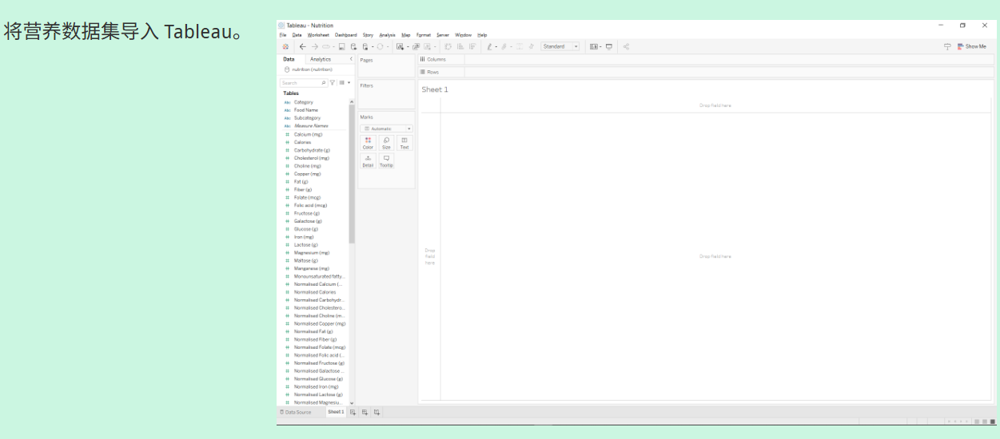 将营养数据集导入 Tableau。
Tableau - Nutrition
File Data Worksheet Dashboard Story Analysis Map Format Server Window Help
Standard
Show Me
Data Analytics
nutrition (nutrition)
Search
Tables
Abc Category
Abc Food Name
Abc Subcategory
Abc Measure Names
# Calcium (mg)
# Calories
# Carbohydrate (g)
# Cholesterol (mg)
# Choline (mg)
# Copper (mg)
# Fat (g)
# Fiber (g)
# Folate (mcg)
# Folic acid (mcg)
# Fructose (g)
# Galactose (g)
# Glucose (g)
# Iron (mg)
# Lactose (g)
# Magnesium (mg)
# Maltose (g)
# Manganese (mg)
# Monounsaturated fatty...
# Normalised Calcium (...
# Normalised Calories
# Normalised Carbohydr...
# Normalised Cholestero...
# Normalised Choline (m...
# Normalised Copper (mg)
# Normalised Fat (g)
# Normalised Fiber (g)
# Normalised Folate (mcg)
# Normalised Folic acid (...
# Normalised Fructose (g)
# Normalised Galactose ...
# Normalised Glucose (g)
# Normalised Iron (mg)
# Normalised Lactose (g)
# Normalised Magnesiu...
Pages
Filters
Marks
Automatic
Color Size Text
Detail Tooltip
Columns
Rows
Sheet 1
Drop field here
Drop
field
here
Drop field here
Data Source Sheet 1